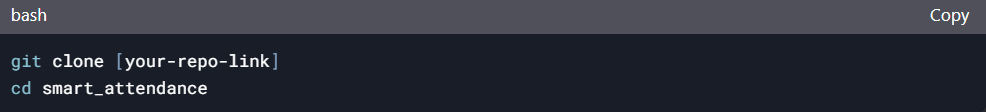 bash
Copy
git clone [your-repo-link]
cd smart_attendance